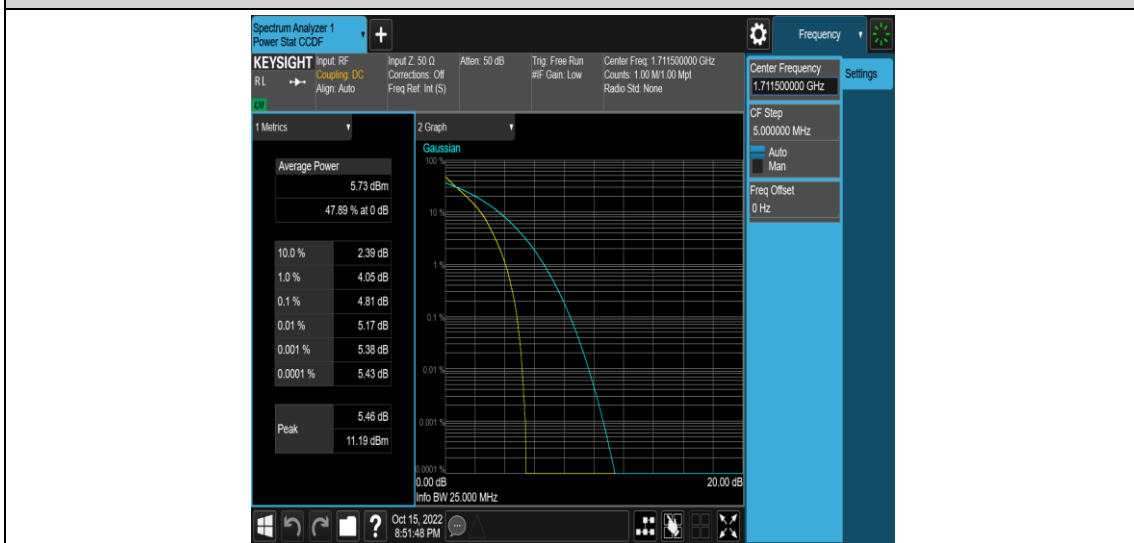 Spectrum Analyzer 1
Power Stat CCDF
+
Frequency
KEYSIGHT
RL
LXI
Input: RF
Coupling: DC
Align: Auto
Input Z: 50 Ω
Corrections: Off
Freq Ref: Int (S)
Atten: 50 dB
Trig: Free Run
#IF Gain: Low
Center Freq: 1.711500000 GHz
Counts: 1.00 M/1.00 Mpt
Radio Std: None
Center Frequency
1.711500000 GHz
Settings
CF Step
5.000000 MHz
Auto
Man
Freq Offset
0 Hz
1 Metrics
Average Power
5.73 dBm
47.89 % at 0 dB
10.0 % 2.39 dB
1.0 % 4.05 dB
0.1 % 4.81 dB
0.01 % 5.17 dB
0.001 % 5.38 dB
0.0001 % 5.43 dB
Peak
5.46 dB
11.19 dBm
2 Graph
Gaussian
100 %
10 %
1 %
0.1 %
0.01 %
0.001 %
0.0001 %
0.00 dB 20.00 dB
Info BW 25.000 MHz
?
Oct 15, 2022
8:51:48 PM